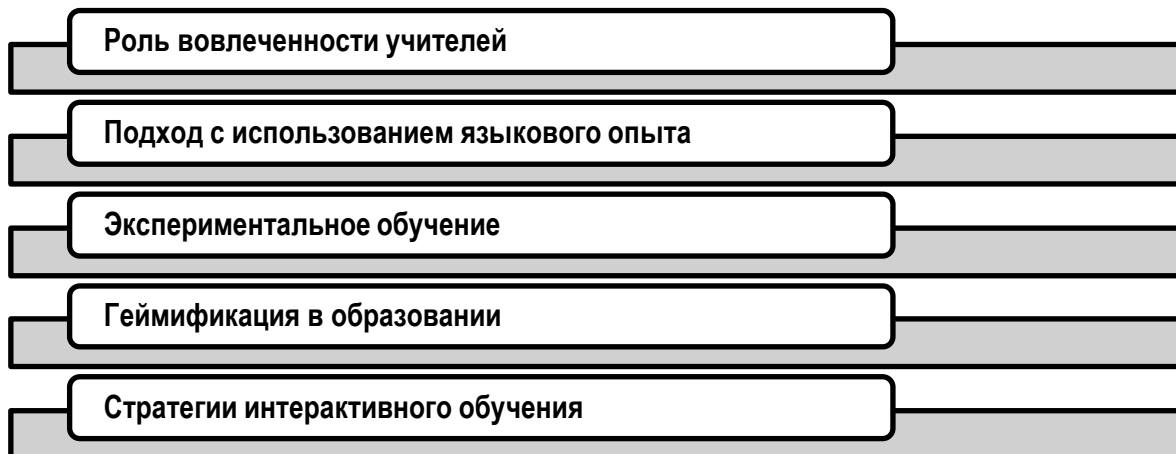 Роль вовлеченности учителей
Подход с использованием языкового опыта
Экспериментальное обучение
Геймификация в образовании
Стратегии интерактивного обучения